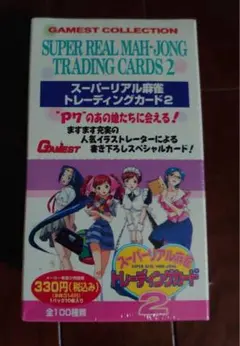 GAMEST COLLECTION
SUPER REAL MAH-JONG
TRADING CARDS 2
スーパーリアル麻雀
トレーディングカード2
"P7"のあの娘たちに会える!
ますます充実の
人気イラストレーターによる
書き下ろしスペシャルカード!
GAMEST
330円(税込み)
全100種類
スーパーリアル麻雀
トレーディングカード
2